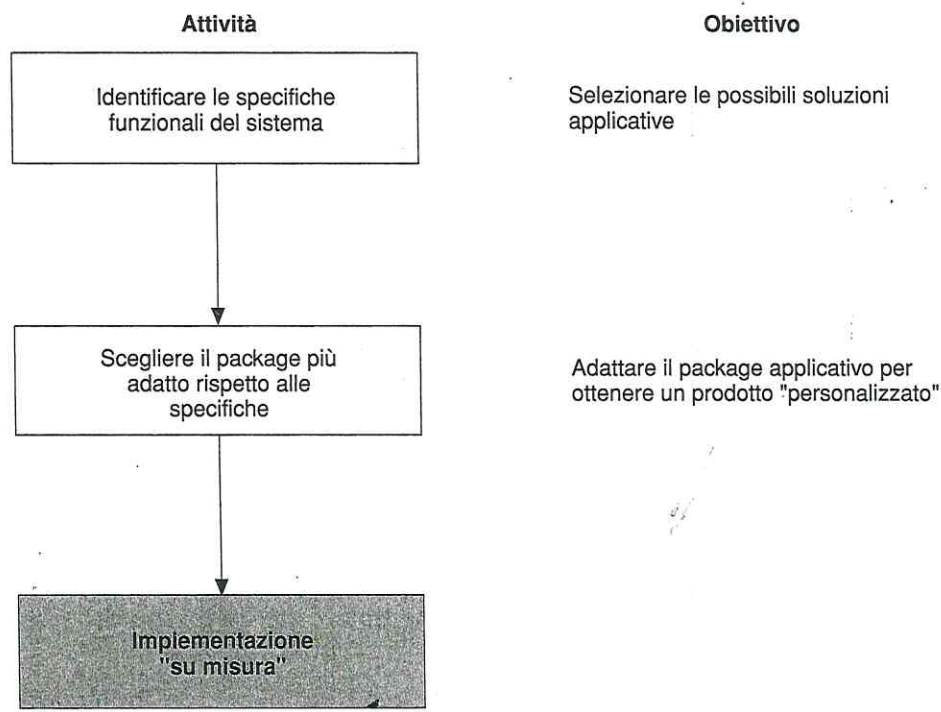 Attività
Obiettivo
Identificare le specifiche
funzionali del sistema
Selezionare le possibili soluzioni
applicative
Scegliere il package più
adatto rispetto alle
specifiche
Adattare il package applicativo per
ottenere un prodotto "personalizzato"
Implementazione
"su misura"